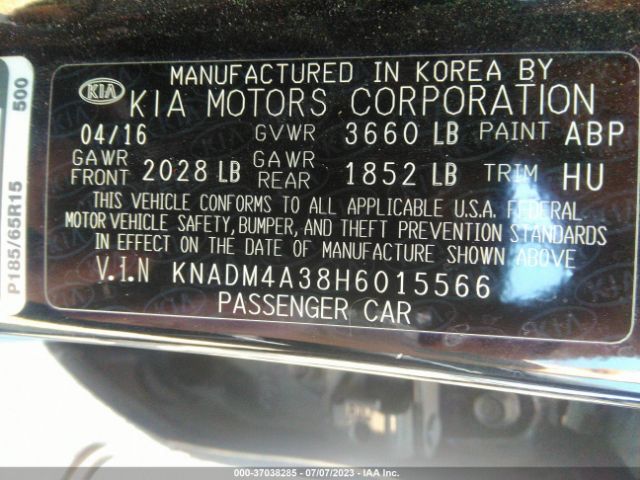 MANUFACTURED IN KOREA BY
KIA KIA MOTORS CORPORATION
04/16 GVWR 3660 LB PAINT ABP
GAWR FRONT 2028 LB GAWR REAR 1852 LB TRIM HU
THIS VEHICLE CONFORMS TO ALL APPLICABLE U.S.A. FEDERAL
MOTOR VEHICLE SAFETY, BUMPER, AND THEFT PREVENTION STANDARDS
IN EFFECT ON THE DATE OF MANUFACTURE SHOWN ABOVE
V.I.N KNADM4A38H6015566
PASSENGER CAR
500
P185/65R15
000-37038285 - 07/07/2023 - IAA Inc.